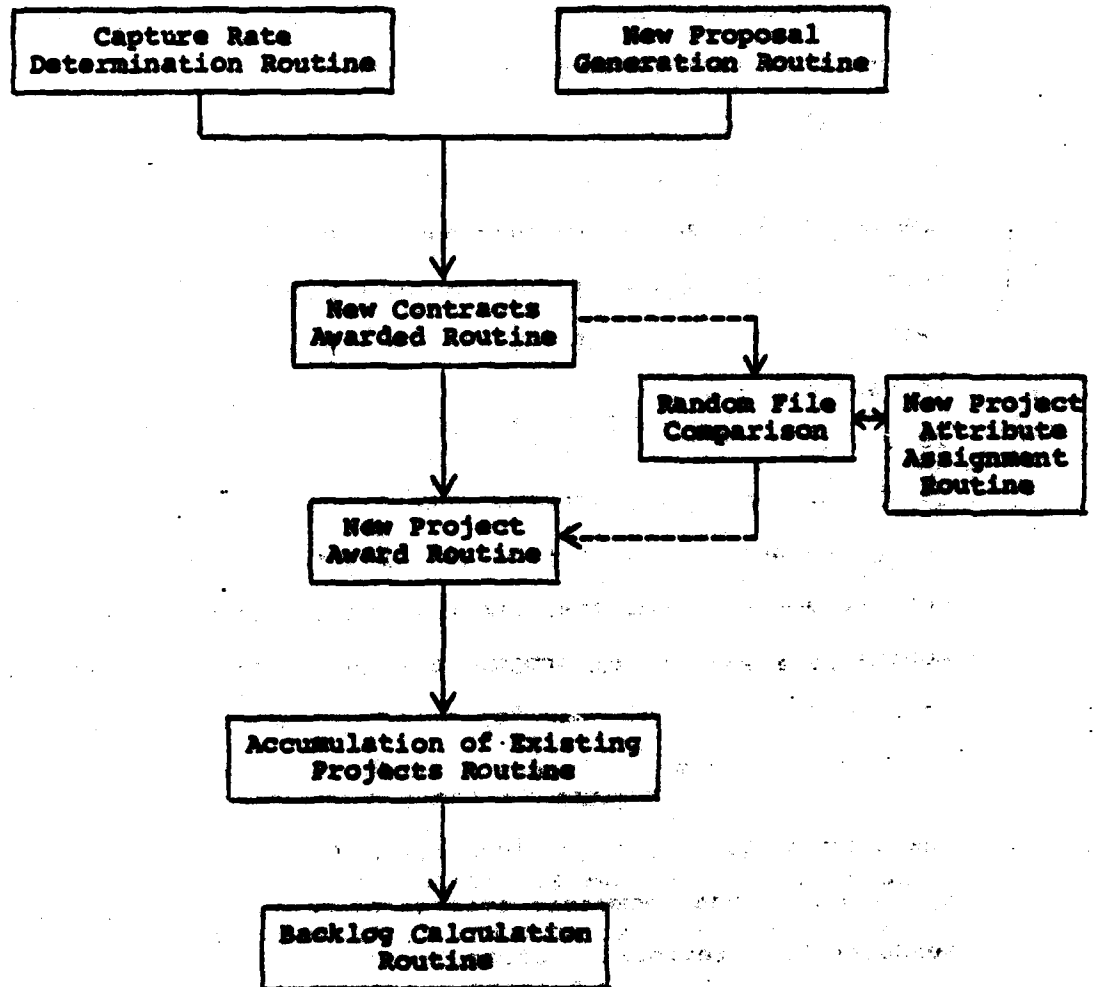 Capture Rate
Determination Routine
New Proposal
Generation Routine
New Contracts
Awarded Routine
Random File
Comparison
New Project
Attribute
Assignment
Routine
New Project
Award Routine
Accumulation of Existing
Projects Routine
Backlog Calculation
Routine